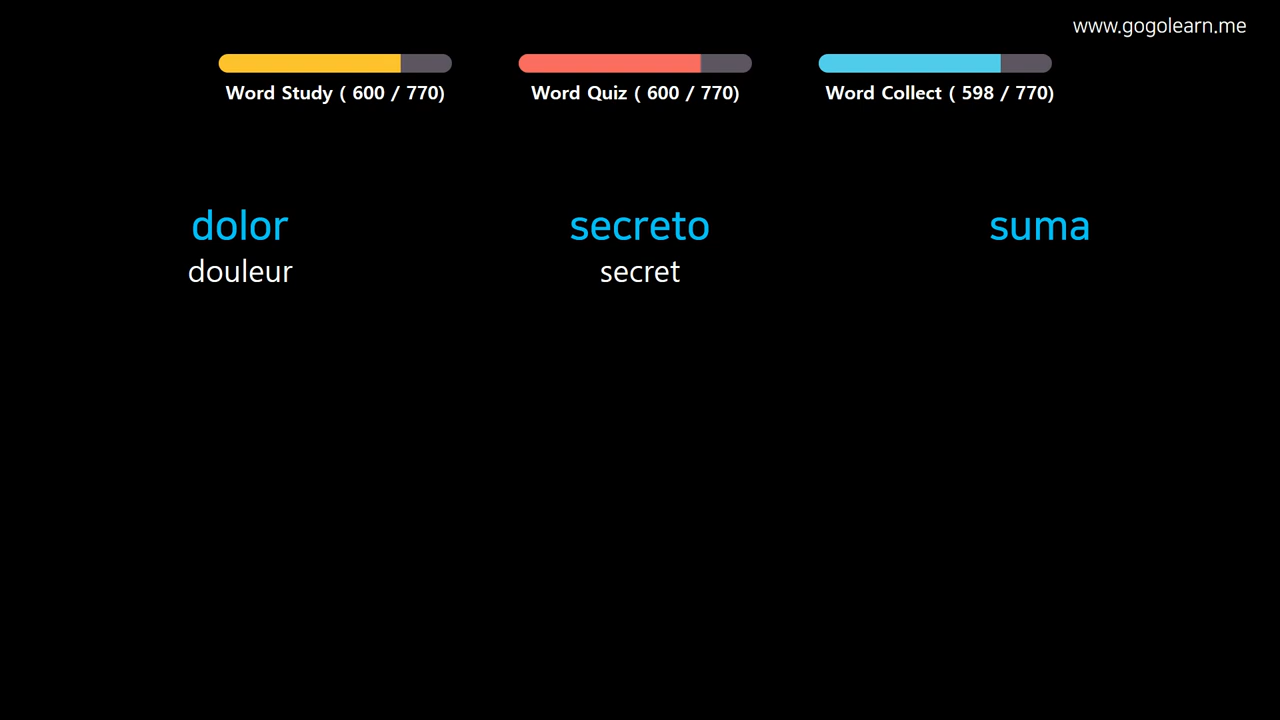 www.gogolearn.me
Word Study ( 600 / 770)
Word Quiz ( 600 / 770)
Word Collect ( 598 / 770)
dolor
secreto
suma
douleur
secret